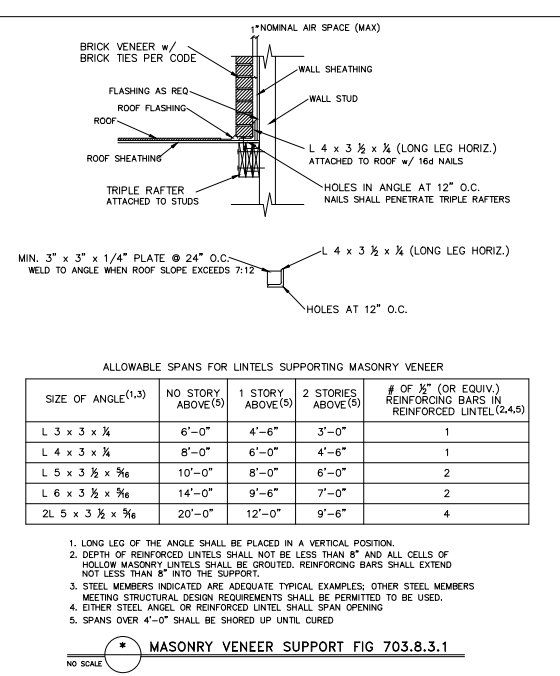 1" NOMINAL AIR SPACE (MAX)
BRICK VENEER w/
BRICK TIES PER CODE
WALL SHEATHING
FLASHING AS REQ
WALL STUD
ROOF FLASHING
ROOF
L 4 x 3 ½ x ¼ (LONG LEG HORIZ.)
ATTACHED TO ROOF w/ 16d NAILS
ROOF SHEATHING
TRIPLE RAFTER
ATTACHED TO STUDS
HOLES IN ANGLE AT 12" O.C.
NAILS SHALL PENETRATE TRIPLE RAFTERS
MIN. 3" x 3" x 1/4" PLATE @ 24" O.C.
WELD TO ANGLE WHEN ROOF SLOPE EXCEEDS 7:12
L 4 x 3 ½ x ¼ (LONG LEG HORIZ.)
HOLES AT 12" O.C.
ALLOWABLE SPANS FOR LINTELS SUPPORTING MASONRY VENEER
SIZE OF ANGLE(1,3)
NO STORY
ABOVE(5)
1 STORY
ABOVE(5)
2 STORIES
ABOVE(5)
# OF ½" (OR EQUIV.)
REINFORCING BARS IN
REINFORCED LINTEL(2,4,5)
L 3 x 3 x ¼ 6'-0" 4'-6" 3'-0" 1
L 4 x 3 x ¼ 8'-0" 6'-0" 4'-6" 1
L 5 x 3 ½ x 5⁄16 10'-0" 8'-0" 6'-0" 2
L 6 x 3 ½ x 5⁄16 14'-0" 9'-6" 7'-0" 2
2L 5 x 3 ½ x 5⁄16 20'-0" 12'-0" 9'-6" 4
1. LONG LEG OF THE ANGLE SHALL BE PLACED IN A VERTICAL POSITION.
2. DEPTH OF REINFORCED LINTELS SHALL NOT BE LESS THAN 8" AND ALL CELLS OF
HOLLOW MASONRY LINTELS SHALL BE GROUTED. REINFORCING BARS SHALL EXTEND
NOT LESS THAN 8" INTO THE SUPPORT.
3. STEEL MEMBERS INDICATED ARE ADEQUATE TYPICAL EXAMPLES; OTHER STEEL MEMBERS
MEETING STRUCTURAL DESIGN REQUIREMENTS SHALL BE PERMITTED TO BE USED.
4. EITHER STEEL ANGEL OR REINFORCED LINTEL SHALL SPAN OPENING
5. SPANS OVER 4'-0" SHALL BE SHORED UP UNTIL CURED
* MASONRY VENEER SUPPORT FIG 703.8.3.1
NO SCALE